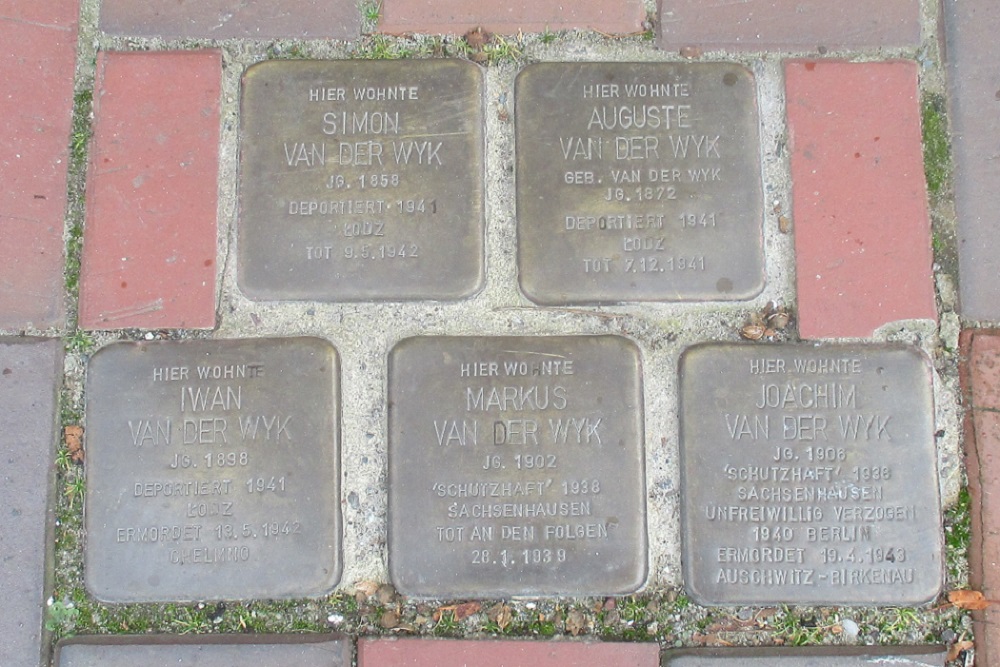 HIER WOHNTE
SIMON
VAN DER WYK
JG. 1858
DEPORTIERT 1941
ŁODZ
TOT 9.5.1942
HIER WOHNTE
AUGUSTE
VAN DER WYK
GEB. VAN DER WYK
JG. 1872
DEPORTIERT 1941
ŁODZ
TOT 7.12.1941
HIER WOHNTE
IWAN
VAN DER WYK
JG. 1898
DEPORTIERT 1941
ŁODZ
ERMORDET 13.5.1942
CHELMNO
HIER WOHNTE
MARKUS
VAN DER WYK
JG. 1902
'SCHUTZHAFT' 1938
SACHSENHAUSEN
TOT AN DEN FOLGEN
28.1.1939
HIER WOHNTE
JOACHIM
VAN DER WYK
JG. 1906
'SCHUTZHAFT' 1938
SACHSENHAUSEN
UNFREIWILLIG VERZOGEN
1940 BERLIN
ERMORDET 19.4.1943
AUSCHWITZ-BIRKENAU